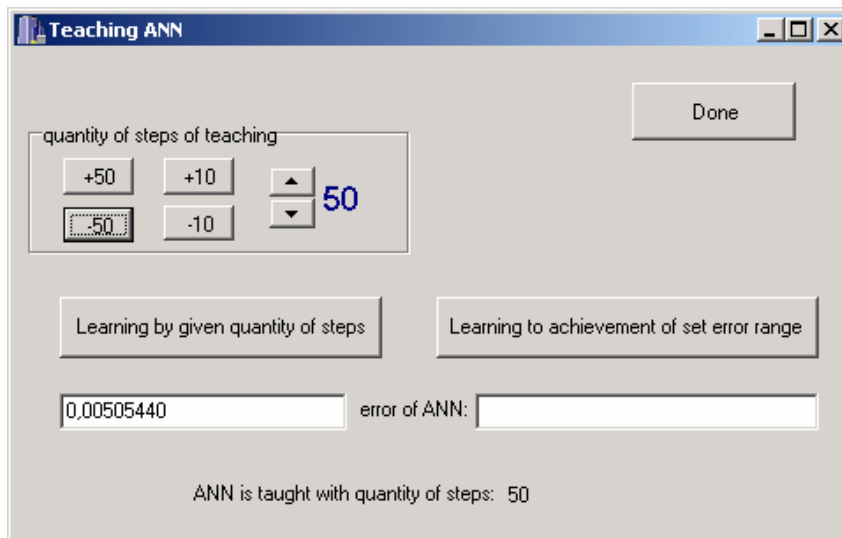 Teaching ANN
Done
quantity of steps of teaching
+50 +10
50
-50 -10
Learning by given quantity of steps Learning to achievement of set error range
0,00505440 error of ANN:
ANN is taught with quantity of steps: 50